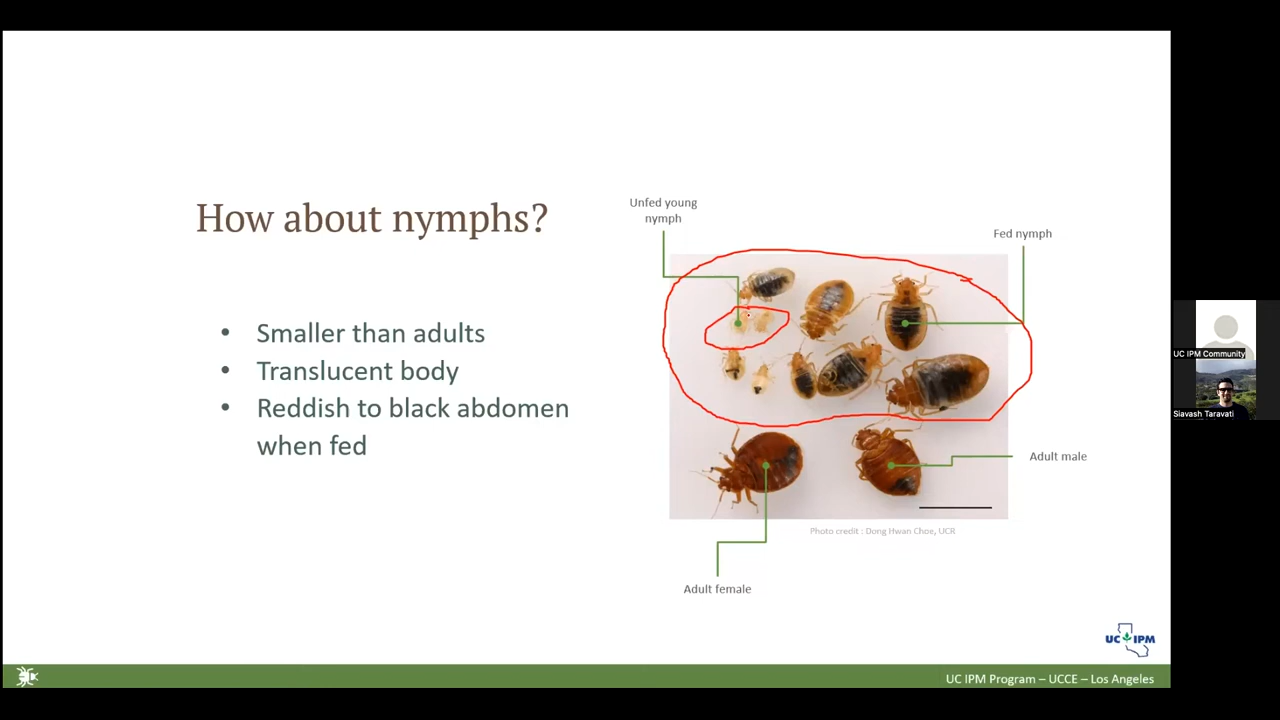 How about nymphs?
• Smaller than adults
• Translucent body
• Reddish to black abdomen
when fed
Unfed young
nymph
Fed nymph
Adult male
Photo credit : Dong Hwan Choe, UCR
Adult female
UC IPM
UC IPM Program – UCCE – Los Angeles
UC IPM Community
Siavash Taravati